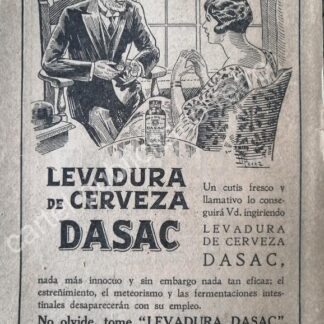 LEVADURA
DE CERVEZA
DASAC
Un cutis fresco y
llamativo lo conse-
guirá Vd. ingiriendo
LEVADURA
DE CERVEZA
DASAC,
nada más innocuo y sin embargo nada tan eficaz; el
estreñimiento, el meteorismo y las fermentaciones intes-
tinales desaparecerán con su empleo.
No olvide, tome "LEVADURA DASAC"